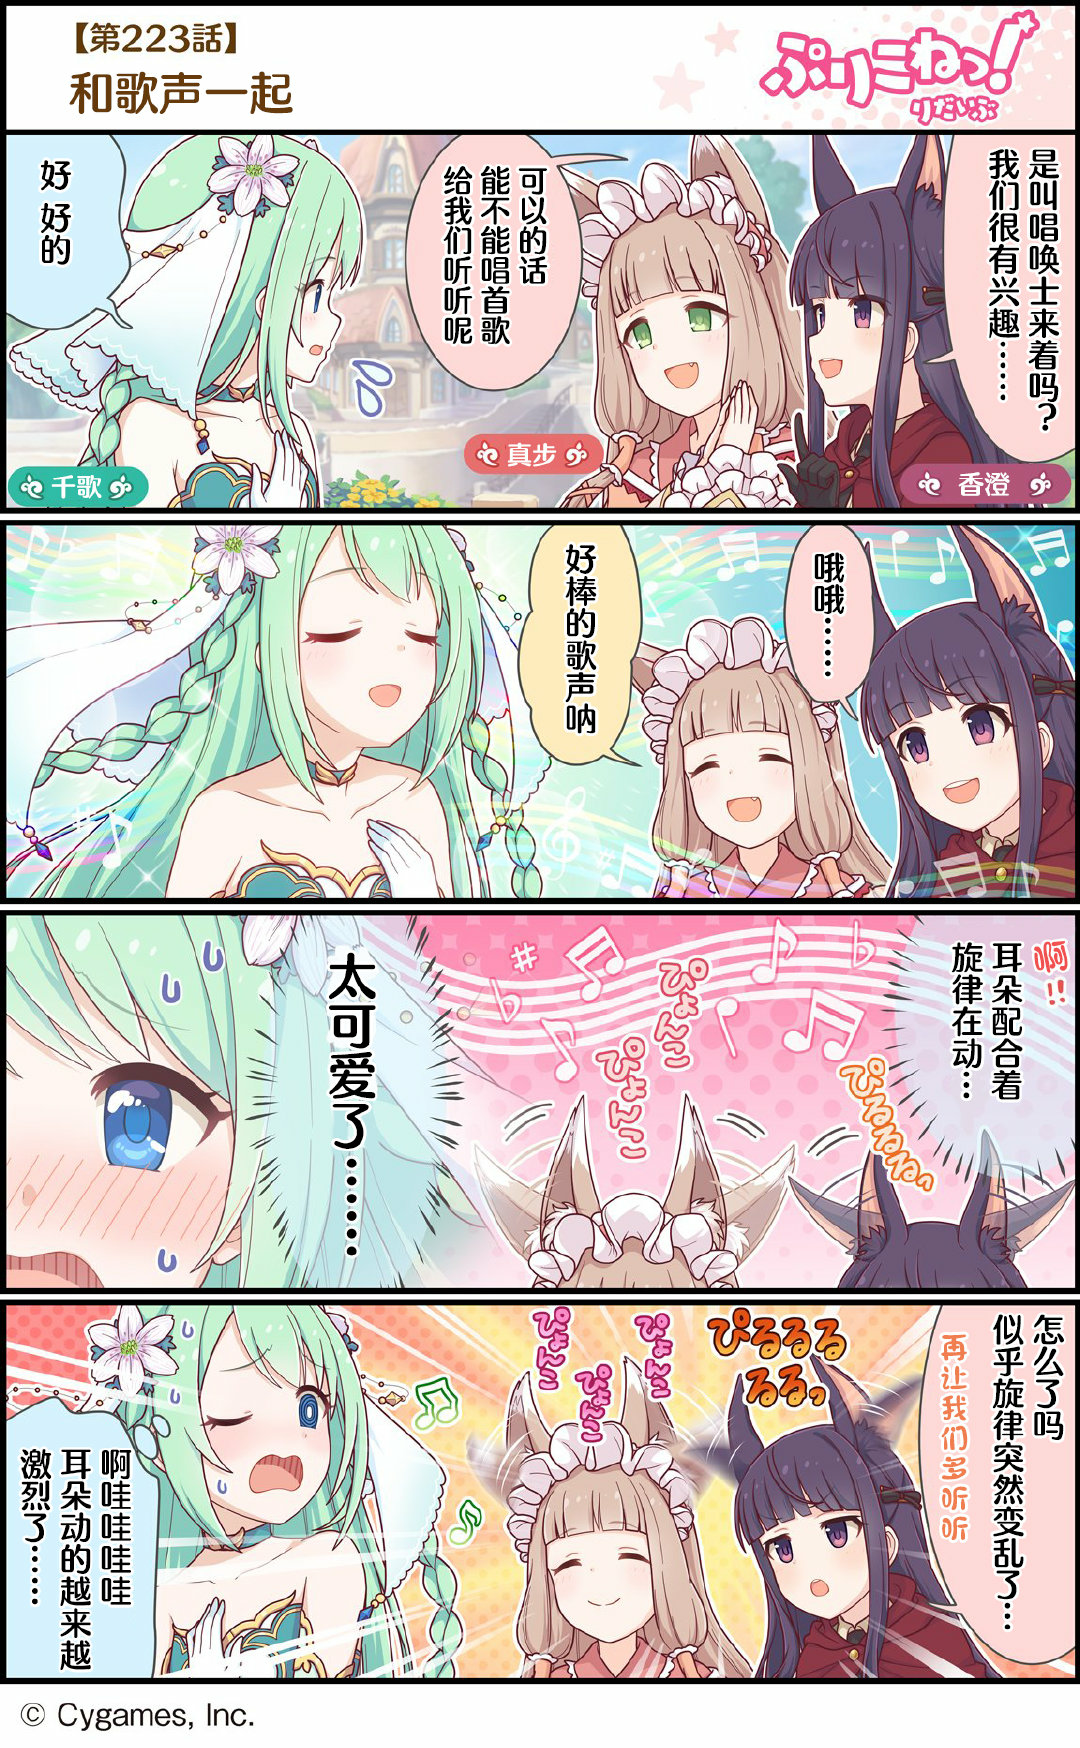 【第223話】
和歌声一起
ぷりこねっ!
りだいぶ
是叫唱唤士来着吗?
我们很有兴趣……
可以的话
能不能唱首歌
给我们听听呢
好 好的
千歌
真步
香澄
哦哦……
好棒的歌声呐
啊!!
耳朵配合着
旋律在动…
ぴょんこ
ぴょんこ
ぴるるるっ
太可爱了……
怎么了吗
似乎旋律突然变乱了…
再让我们多听听
ぴるるる
るるっ
ぴょんこ
ぴょんこ
ぴょんこ
啊哇哇哇哇
耳朵动的越来越
激烈了……
© Cygames, Inc.